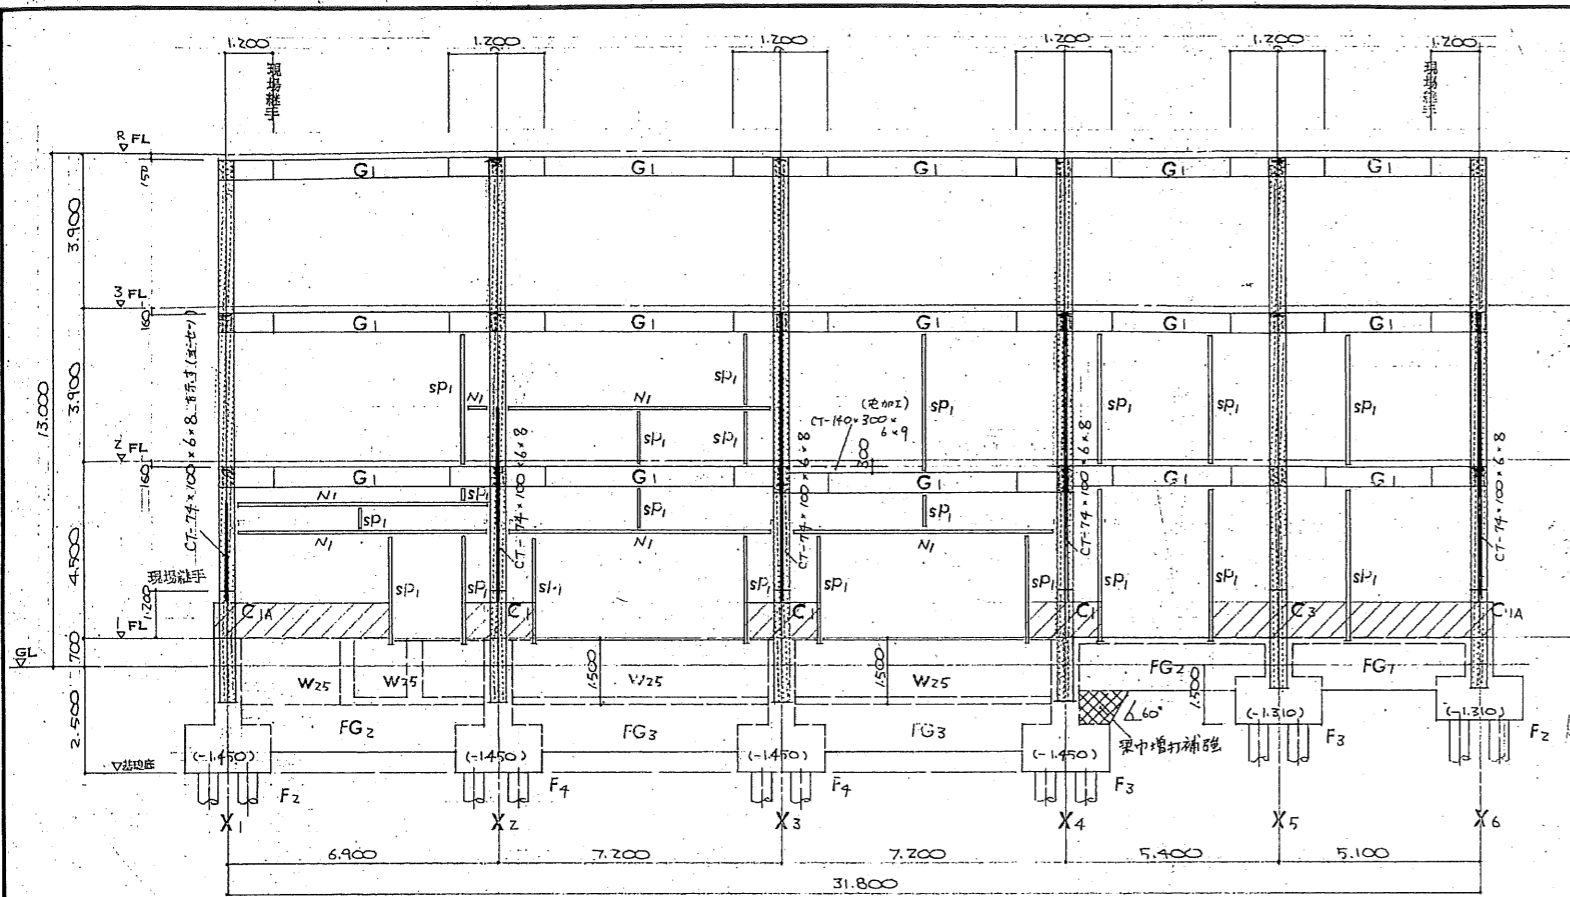 1.200 1.200 1.200 1.200 1.200 1.200
現場継手 現場継手
R FL
150
G1 G1 G1 G1 G1
3.900
3 FL
160
G1 G1 G1 G1 G1
13.000
3.900
SP1 N1 N1 SP1 SP1 SP1 SP1 SP1 SP1 SP1
(宅加工)
CT-140×300×6×9
300
2 FL
160
G1 G1 G1 G1 G1
CT-74×100×6×8
CT-74×100×6×8
CT-74×100×6×8
CT-74×100×6×8
CT-74×100×6×8
N1 SP1 SP1 SP1
SP1
N1 N1 N1
4.500
現場継手
1.200
SP1 SP1 SP1 SP1 SP1 SP1 SP1 SP1 SP1
C1A C1 C1 C1 C3 C1A
1 FL
700
GL
1.500 1.500 1.500
W25 W25 W25 W25
FG2 FG1
2.500
FG2 FG3 FG3
60°
梁巾増打補強
(-1.450) (-1.450) (-1.450) (-1.450) (-1.310) (-1.310)
基礎底
F2 F4 F4 F3 F3 F2
X1 X2 X3 X4 X5 X6
6.900 7.200 7.200 5.400 5.100
31.800